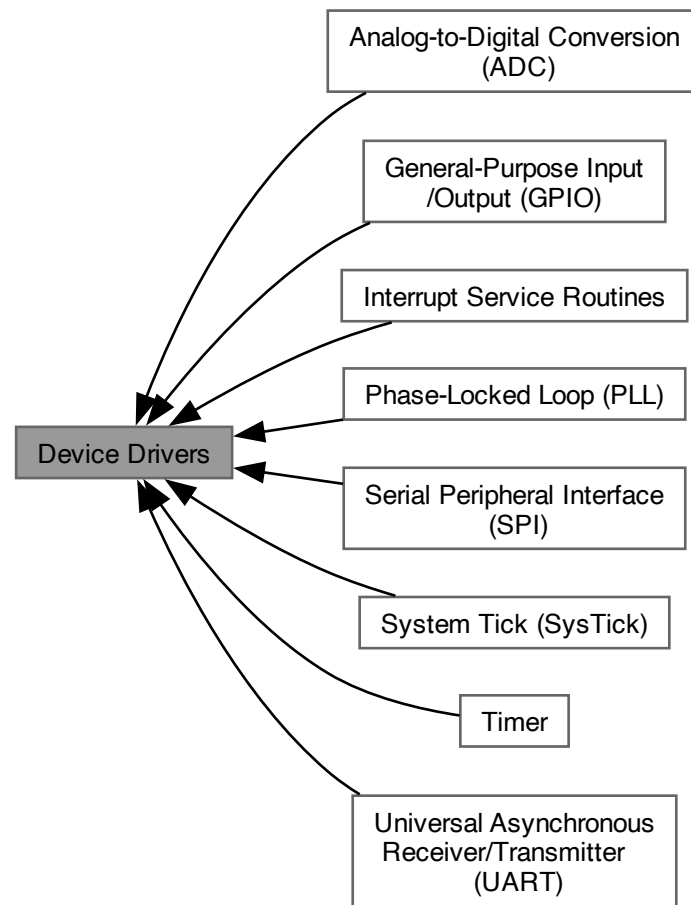 Analog-to-Digital Conversion
(ADC)
General-Purpose Input
/Output (GPIO)
Interrupt Service Routines
Phase-Locked Loop (PLL)
Device Drivers
Serial Peripheral Interface
(SPI)
System Tick (SysTick)
Timer
Universal Asynchronous
Receiver/Transmitter
(UART)